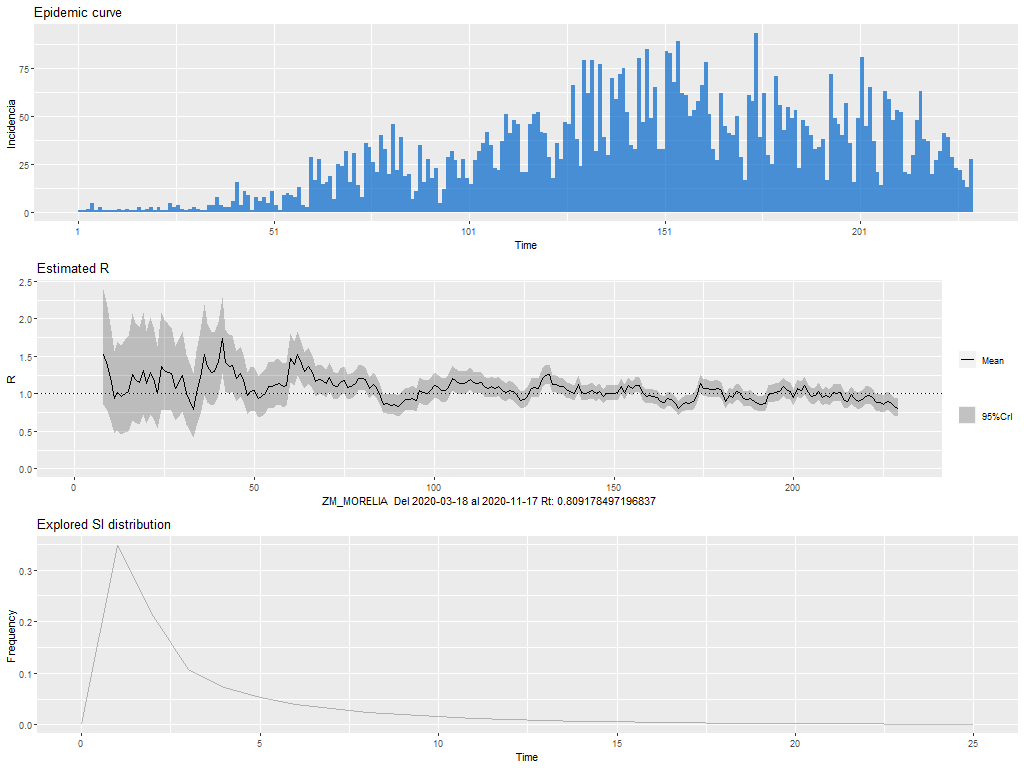 Epidemic curve
Incidencia
75
50
25
0
1 51 101 151 201
Time
Estimated R
R
2.5
2.0
1.5
1.0
0.5
0.0
Mean
95%CrI
0 50 100 150 200
ZM_MORELIA Del 2020-03-18 al 2020-11-17 Rt: 0.809178497196837
Explored SI distribution
Frequency
0.3
0.2
0.1
0.0
0 5 10 15 20 25
Time